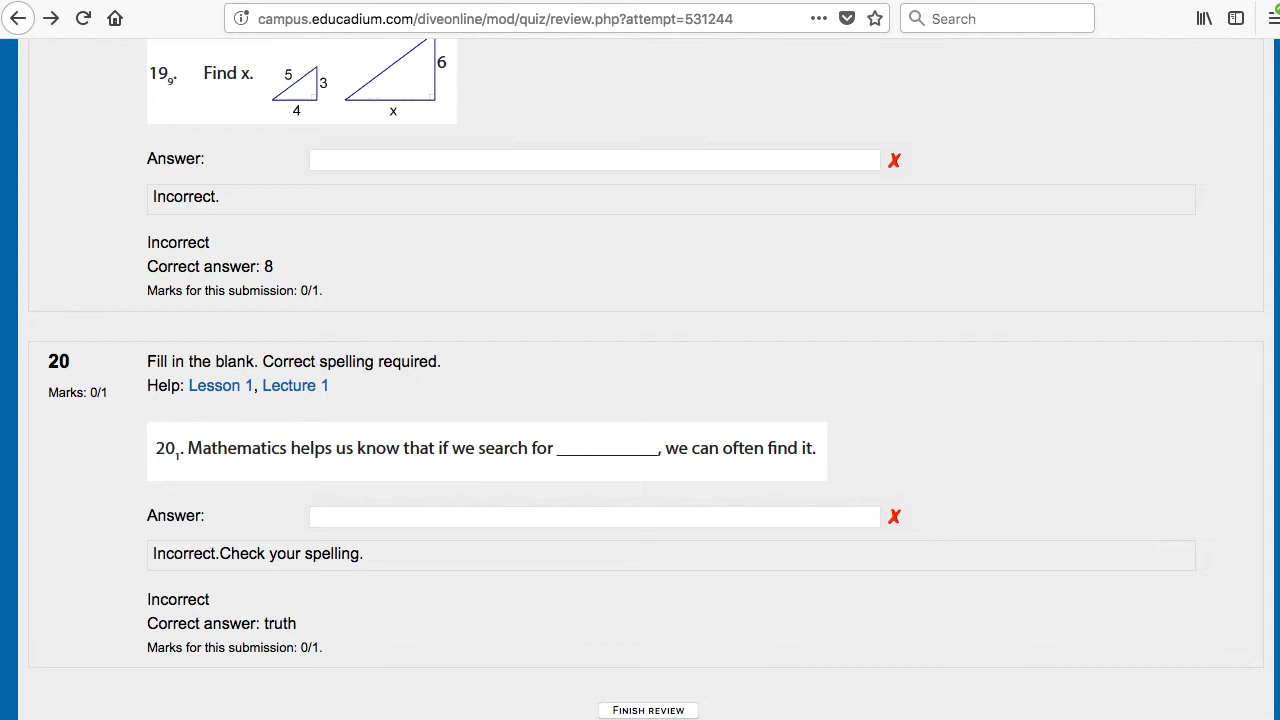 campus.educadium.com/diveonline/mod/quiz/review.php?attempt=531244
Search
19₉. Find x. 5 3 4 6 x
Answer: ✗
Incorrect.
Incorrect
Correct answer: 8
Marks for this submission: 0/1.
20 Fill in the blank. Correct spelling required.
Marks: 0/1 Help: Lesson 1, Lecture 1
20₁. Mathematics helps us know that if we search for ___________, we can often find it.
Answer: ✗
Incorrect.Check your spelling.
Incorrect
Correct answer: truth
Marks for this submission: 0/1.
FINISH REVIEW